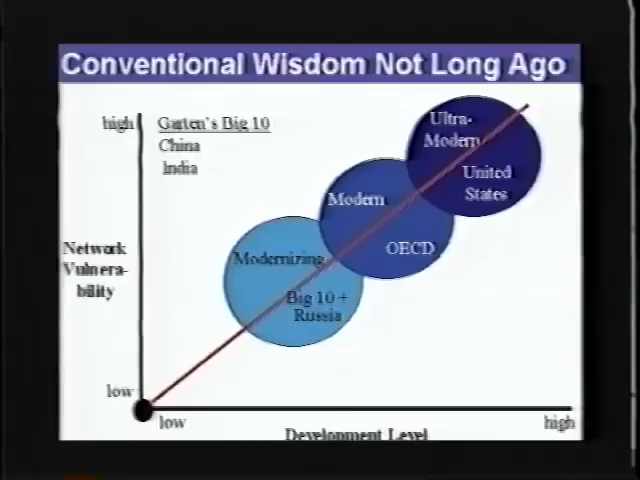 Conventional Wisdom Not Long Ago
high
Garten's Big 10
China
India
Ultra-
Modern
United
States
Modern
OECD
Network
Vulnera-
bility
Modernizing
Big 10 +
Russia
low
low
high
Development Level